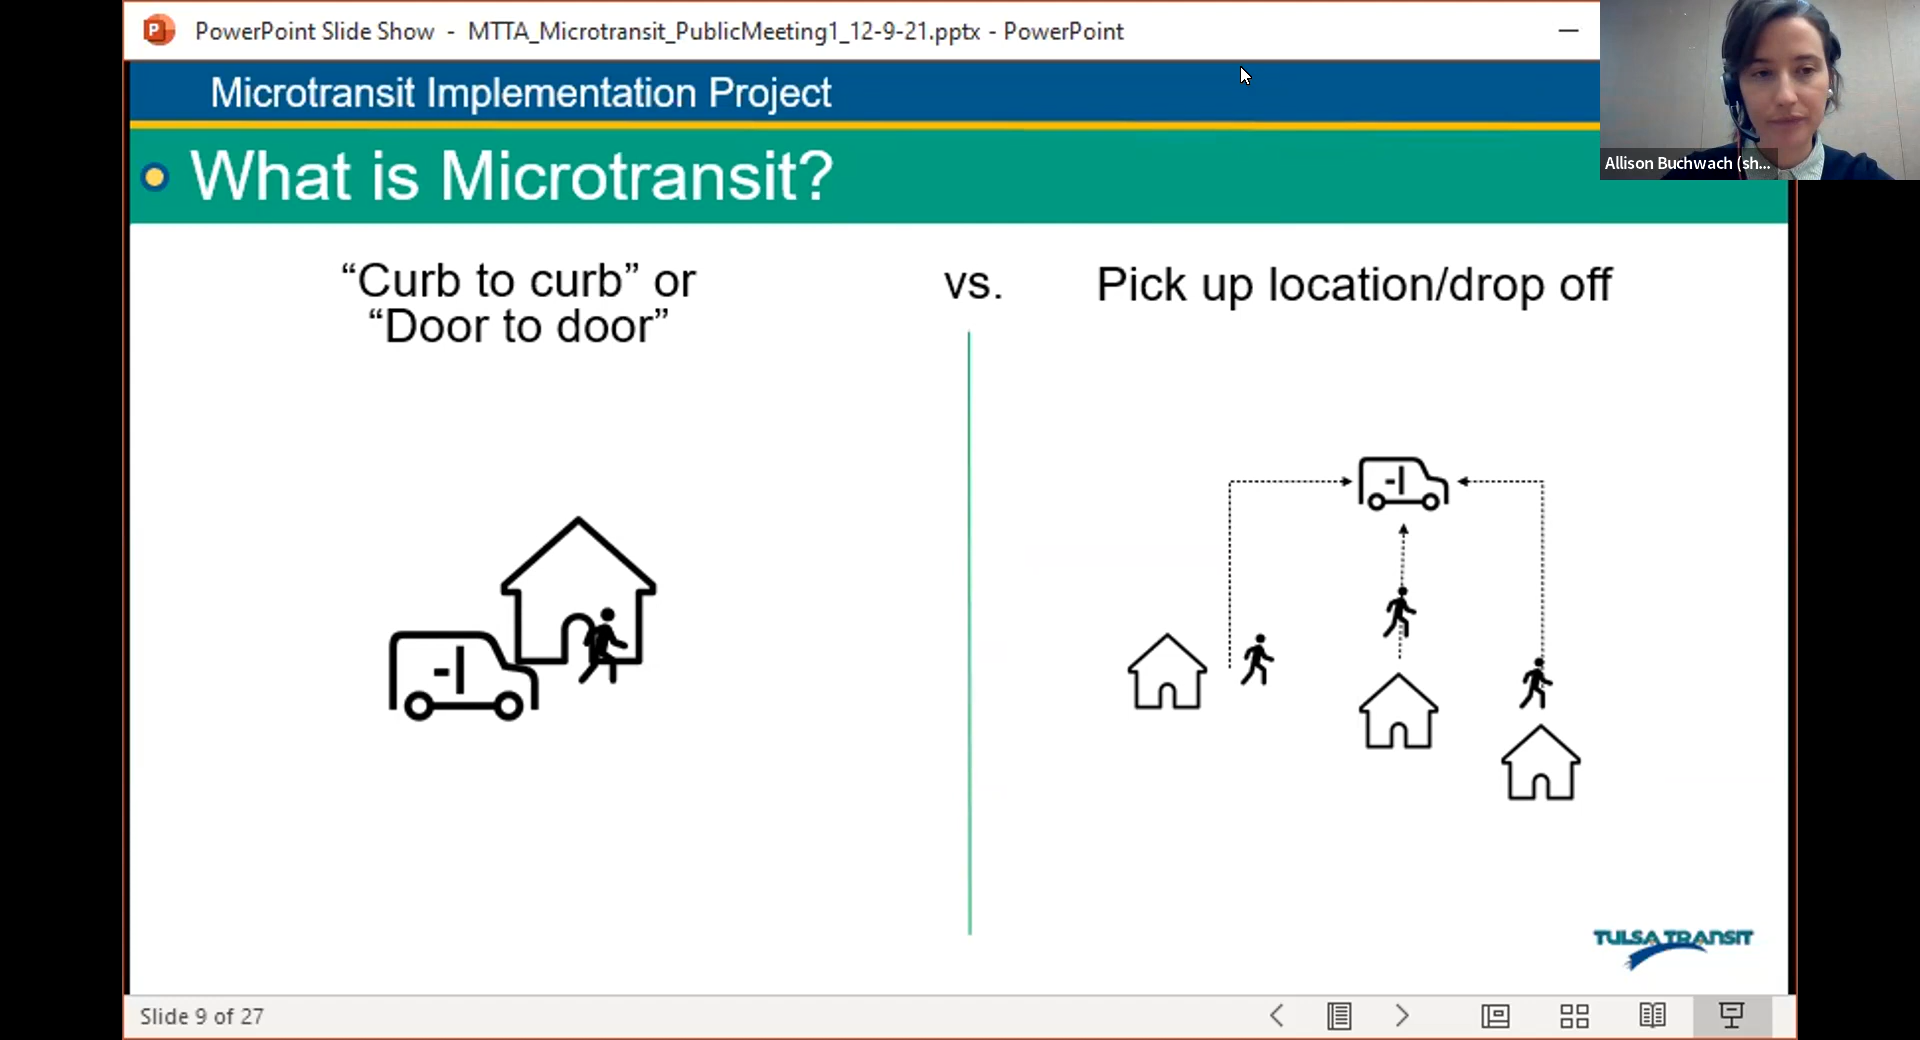 PowerPoint Slide Show - MTTA_Microtransit_PublicMeeting1_12-9-21.pptx - PowerPoint
Microtransit Implementation Project
What is Microtransit?
Allison Buchwach (sh...
“Curb to curb” or
“Door to door”
vs.
Pick up location/drop off
TULSA TRANSIT
Slide 9 of 27